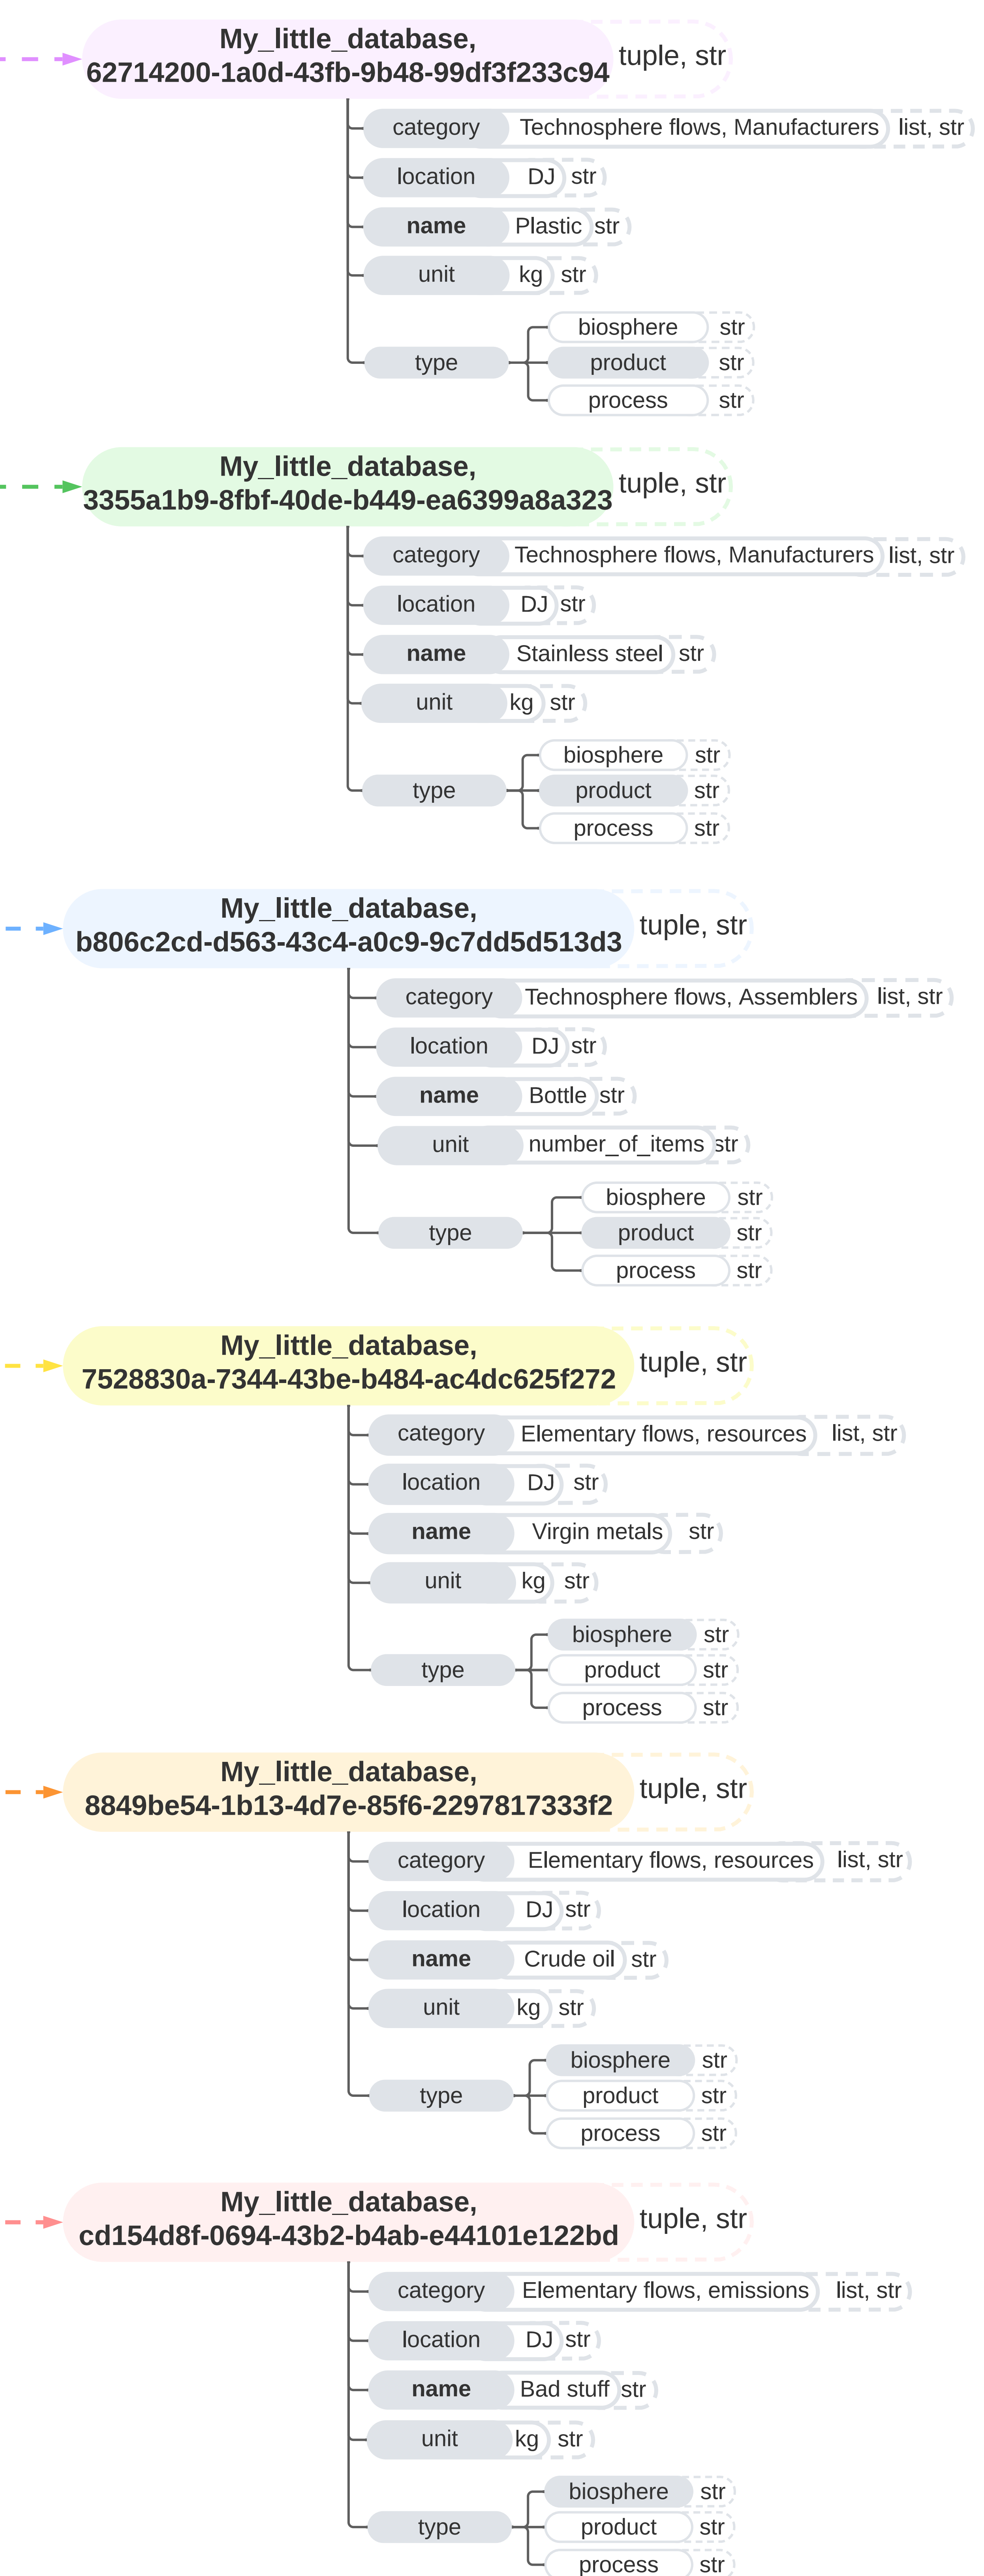 My_little_database,
62714200-1a0d-43fb-9b48-99df3f233c94 tuple, str
category Technosphere flows, Manufacturers list, str
location DJ str
name Plastic str
unit kg str
biosphere str
type product str
process str
My_little_database,
3355a1b9-8fbf-40de-b449-ea6399a8a323 tuple, str
category Technosphere flows, Manufacturers list, str
location DJ str
name Stainless steel str
unit kg str
biosphere str
type product str
process str
My_little_database,
b806c2cd-d563-43c4-a0c9-9c7dd5d513d3 tuple, str
category Technosphere flows, Assemblers list, str
location DJ str
name Bottle str
unit number_of_items str
biosphere str
type product str
process str
My_little_database,
7528830a-7344-43be-b484-ac4dc625f272 tuple, str
category Elementary flows, resources list, str
location DJ str
name Virgin metals str
unit kg str
biosphere str
type product str
process str
My_little_database,
8849be54-1b13-4d7e-85f6-2297817333f2 tuple, str
category Elementary flows, resources list, str
location DJ str
name Crude oil str
unit kg str
biosphere str
type product str
process str
My_little_database,
cd154d8f-0694-43b2-b4ab-e44101e122bd tuple, str
category Elementary flows, emissions list, str
location DJ str
name Bad stuff str
unit kg str
biosphere str
type product str
process str